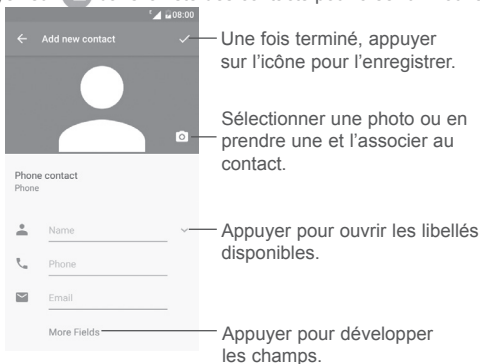 08:00
Add new contact
Une fois terminé, appuyer
sur l'icône pour l'enregistrer.
Sélectionner une photo ou en
prendre une et l'associer au
contact.
Phone contact
Phone
Name
Appuyer pour ouvrir les libellés
disponibles.
Phone
Email
More Fields
Appuyer pour développer
les champs.